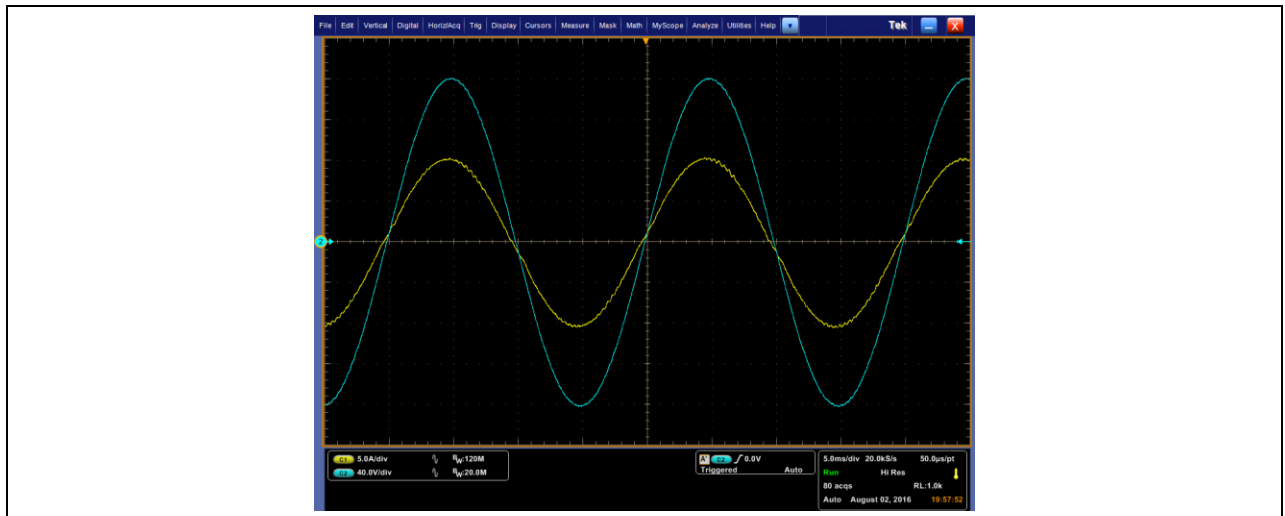 File Edit Vertical Digital Horiz/Acq Trig Display Cursors Measure Mask Math MyScope Analyze Utilities Help Tek X
2
C1 5.0A/div BW:120M
C2 40.0V/div BW:20.0M
A' C2 0.0V
Triggered Auto
5.0ms/div 20.0kS/s 50.0µs/pt
Run Hi Res
80 acqs RL:1.0k
Auto August 02, 2016 19:57:52